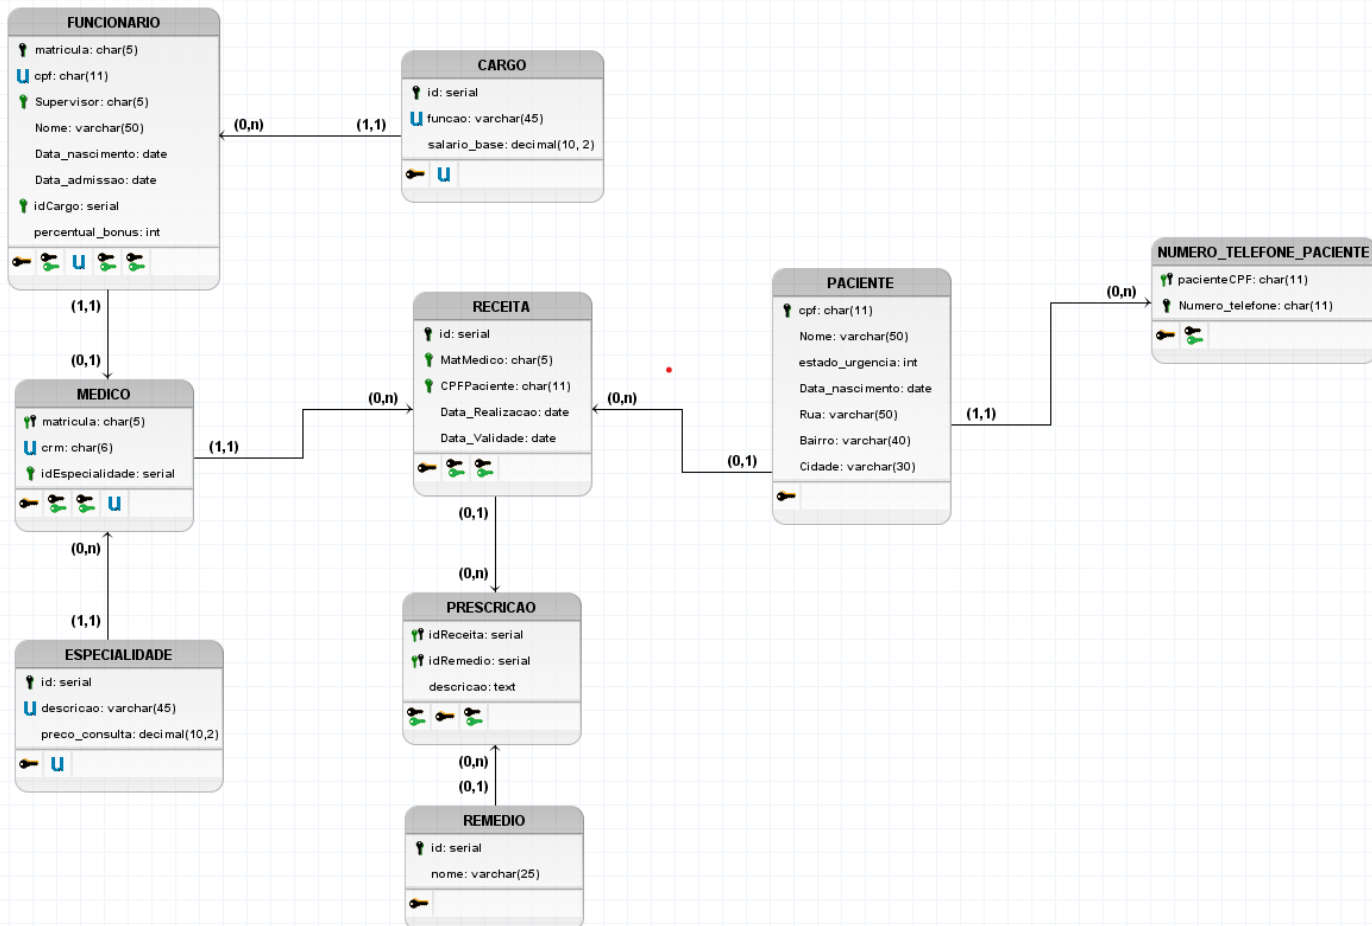 FUNCIONARIO
matricula: char(5)
U cpf: char(11)
Supervisor: char(5)
Nome: varchar(50)
Data_nascimento: date
Data_admissao: date
idCargo: serial
percentual_bonus: int
U
CARGO
id: serial
U funcao: varchar(45)
salario_base: decimal(10, 2)
U
(0,n)
(1,1)
(1,1)
(0,1)
MEDICO
matricula: char(5)
U crm: char(6)
idEspecialidade: serial
U
(1,1)
(0,n)
RECEITA
id: serial
MatMedico: char(5)
CPFPaciente: char(11)
Data_Realizacao: date
Data_Validade: date
(0,n)
(0,1)
PACIENTE
cpf: char(11)
Nome: varchar(50)
estado_urgencia: int
Data_nascimento: date
Rua: varchar(50)
Bairro: varchar(40)
Cidade: varchar(30)
(1,1)
(0,n)
NUMERO_TELEFONE_PACIENTE
pacienteCPF: char(11)
Numero_telefone: char(11)
(0,n)
(1,1)
ESPECIALIDADE
id: serial
U descricao: varchar(45)
preco_consulta: decimal(10,2)
U
(0,1)
(0,n)
PRESCRICAO
idReceita: serial
idRemedio: serial
descricao: text
(0,n)
(0,1)
REMEDIO
id: serial
nome: varchar(25)